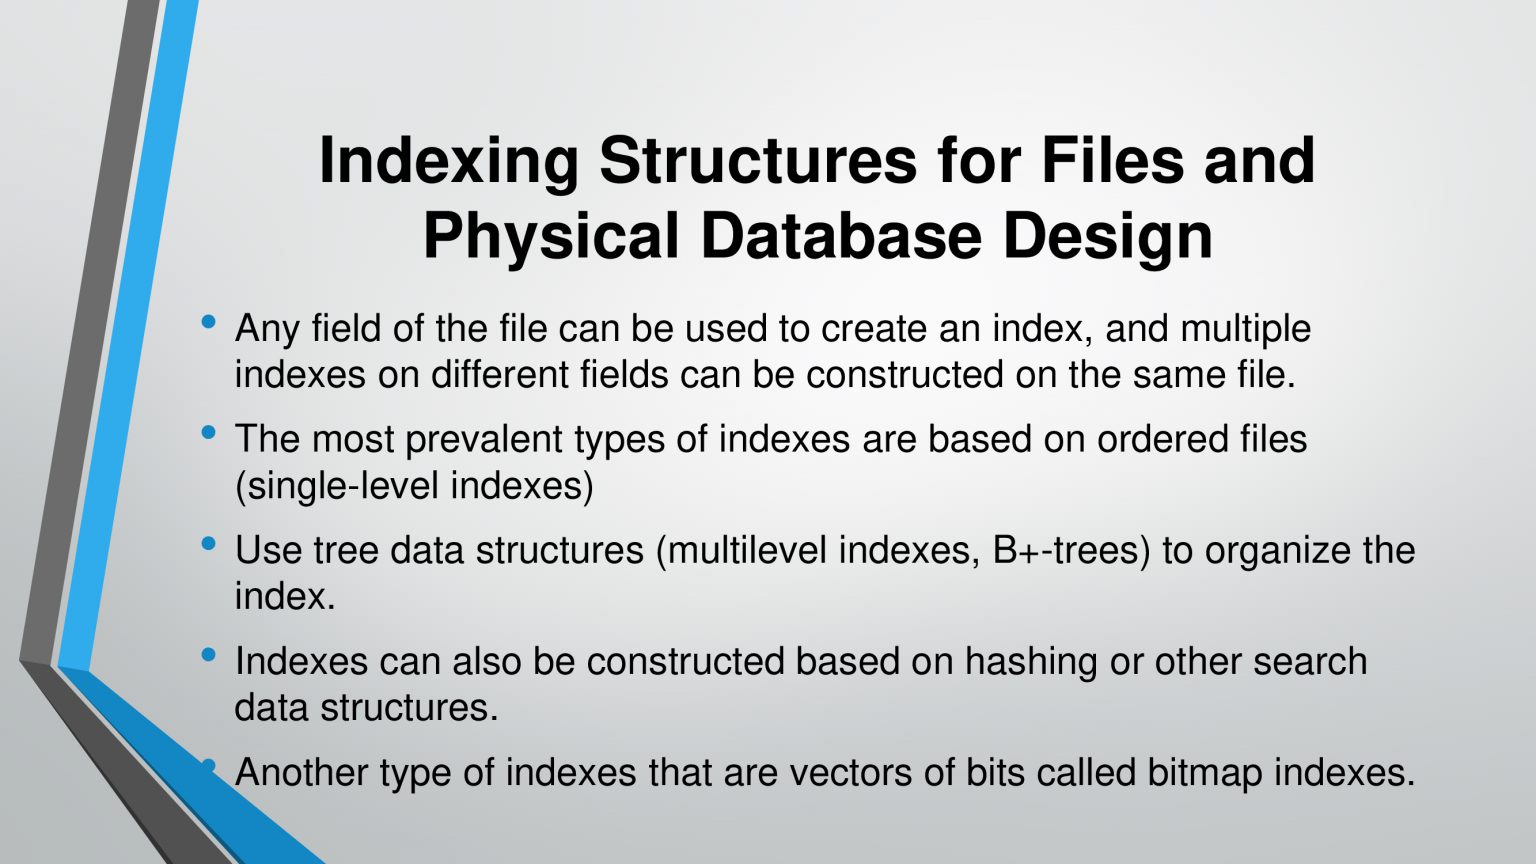 Indexing Structures for Files and
Physical Database Design
• Any field of the file can be used to create an index, and multiple
indexes on different fields can be constructed on the same file.
• The most prevalent types of indexes are based on ordered files
(single-level indexes)
• Use tree data structures (multilevel indexes, B+-trees) to organize the
index.
• Indexes can also be constructed based on hashing or other search
data structures.
• Another type of indexes that are vectors of bits called bitmap indexes.